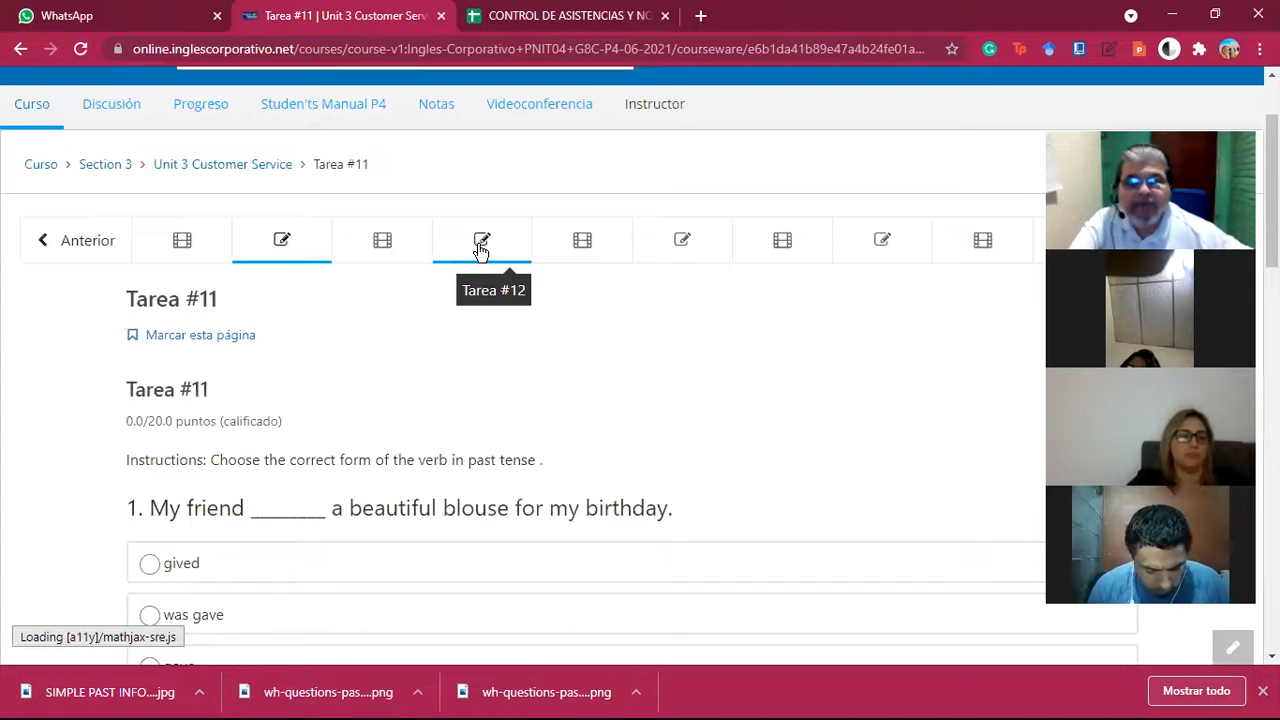 WhatsApp
Tarea #11 | Unit 3 Customer Serv
CONTROL DE ASISTENCIAS Y NO
online.inglescorporativo.net/courses/course-v1:Ingles-Corporativo+PNIT04+G8C-P4-06-2021/courseware/e6b1da41b89e47a4b24fe01a...
Curso
Discusión
Progreso
Studen'ts Manual P4
Notas
Videoconferencia
Instructor
Curso > Section 3 > Unit 3 Customer Service > Tarea #11
Anterior
Tarea #12
Tarea #11
Marcar esta página
Tarea #11
0.0/20.0 puntos (calificado)
Instructions: Choose the correct form of the verb in past tense .
1. My friend ________ a beautiful blouse for my birthday.
gived
was gave
Loading [a11y]/mathjax-sre.js
SIMPLE PAST INFO....jpg
wh-questions-pas....png
wh-questions-pas....png
Mostrar todo